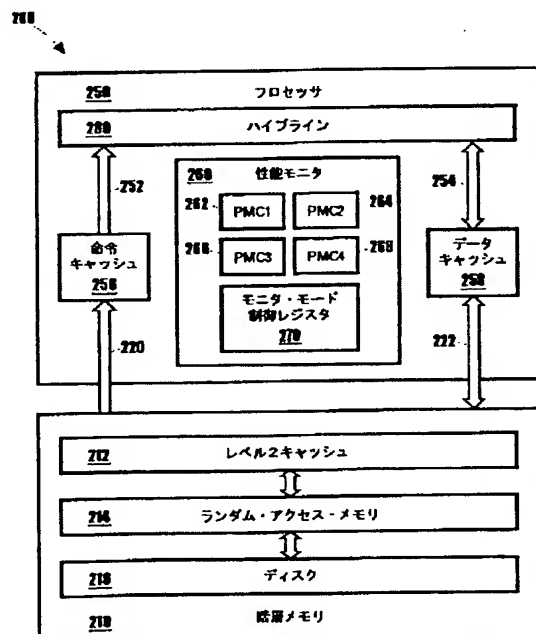 200
250 プロセッサ
280 パイプライン
252
260 性能モニタ
254
262 PMC1 PMC2 264
命令
キャッシュ
256
266 PMC3 PMC4 268
データ
キャッシュ
258
モニタ・モード
制御レジスタ
270
220
222
212 レベル2キャッシュ
214 ランダム・アクセス・メモリ
216 ディスク
210 階層メモリ